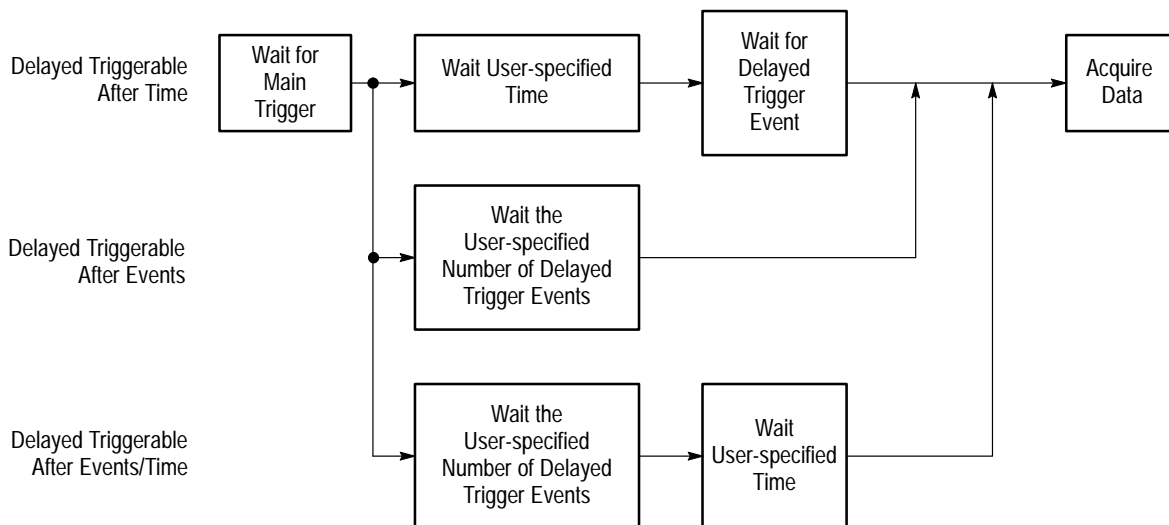 Delayed Triggerable
After Time
Wait for
Main
Trigger
Wait User-specified
Time
Wait for
Delayed
Trigger
Event
Acquire
Data
Delayed Triggerable
After Events
Wait the
User-specified
Number of Delayed
Trigger Events
Delayed Triggerable
After Events/Time
Wait the
User-specified
Number of Delayed
Trigger Events
Wait
User-specified
Time